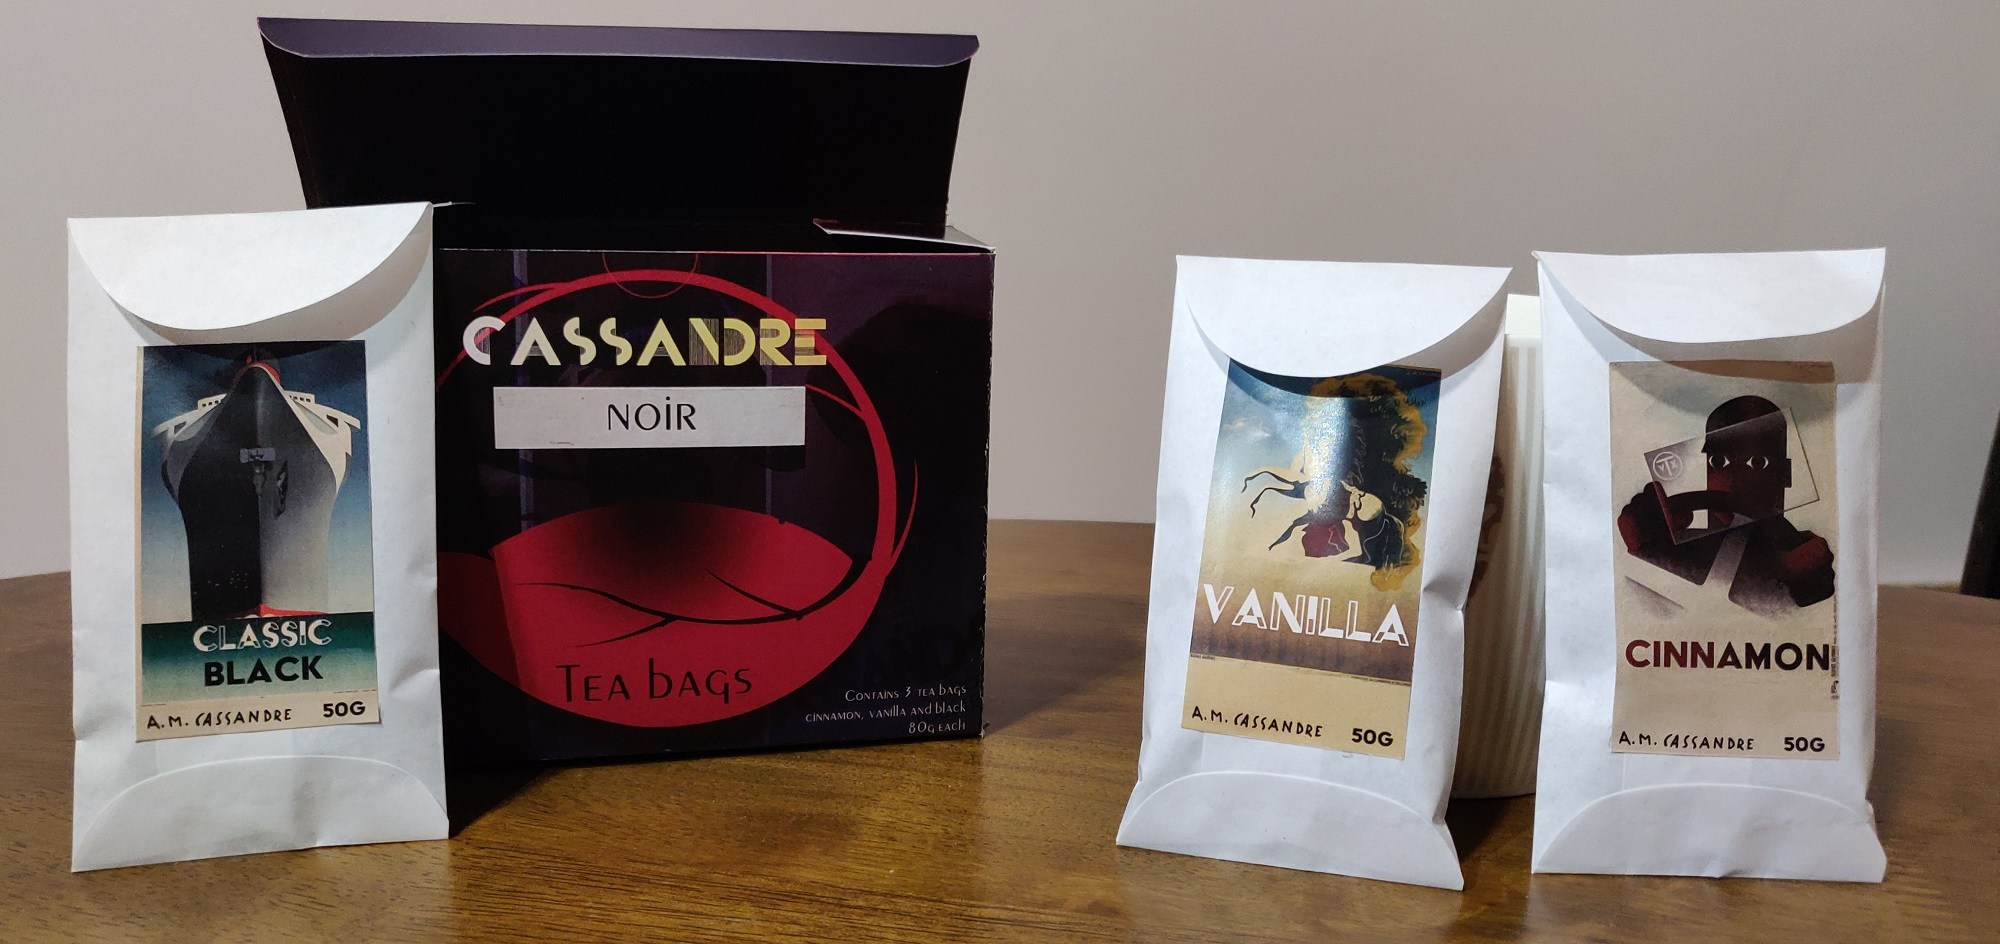 CLASSIC
BLACK
A.M. CASSANDRE 50G
CASSANDRE
NOİR
TEA bAGS
CONTAINS 3 TEA bAGS
CINNAMON, VANILLA AND bLACK
80G EACH
VANILLA
A.M. CASSANDRE 50G
CINNAMON
A.M. CASSANDRE 50G